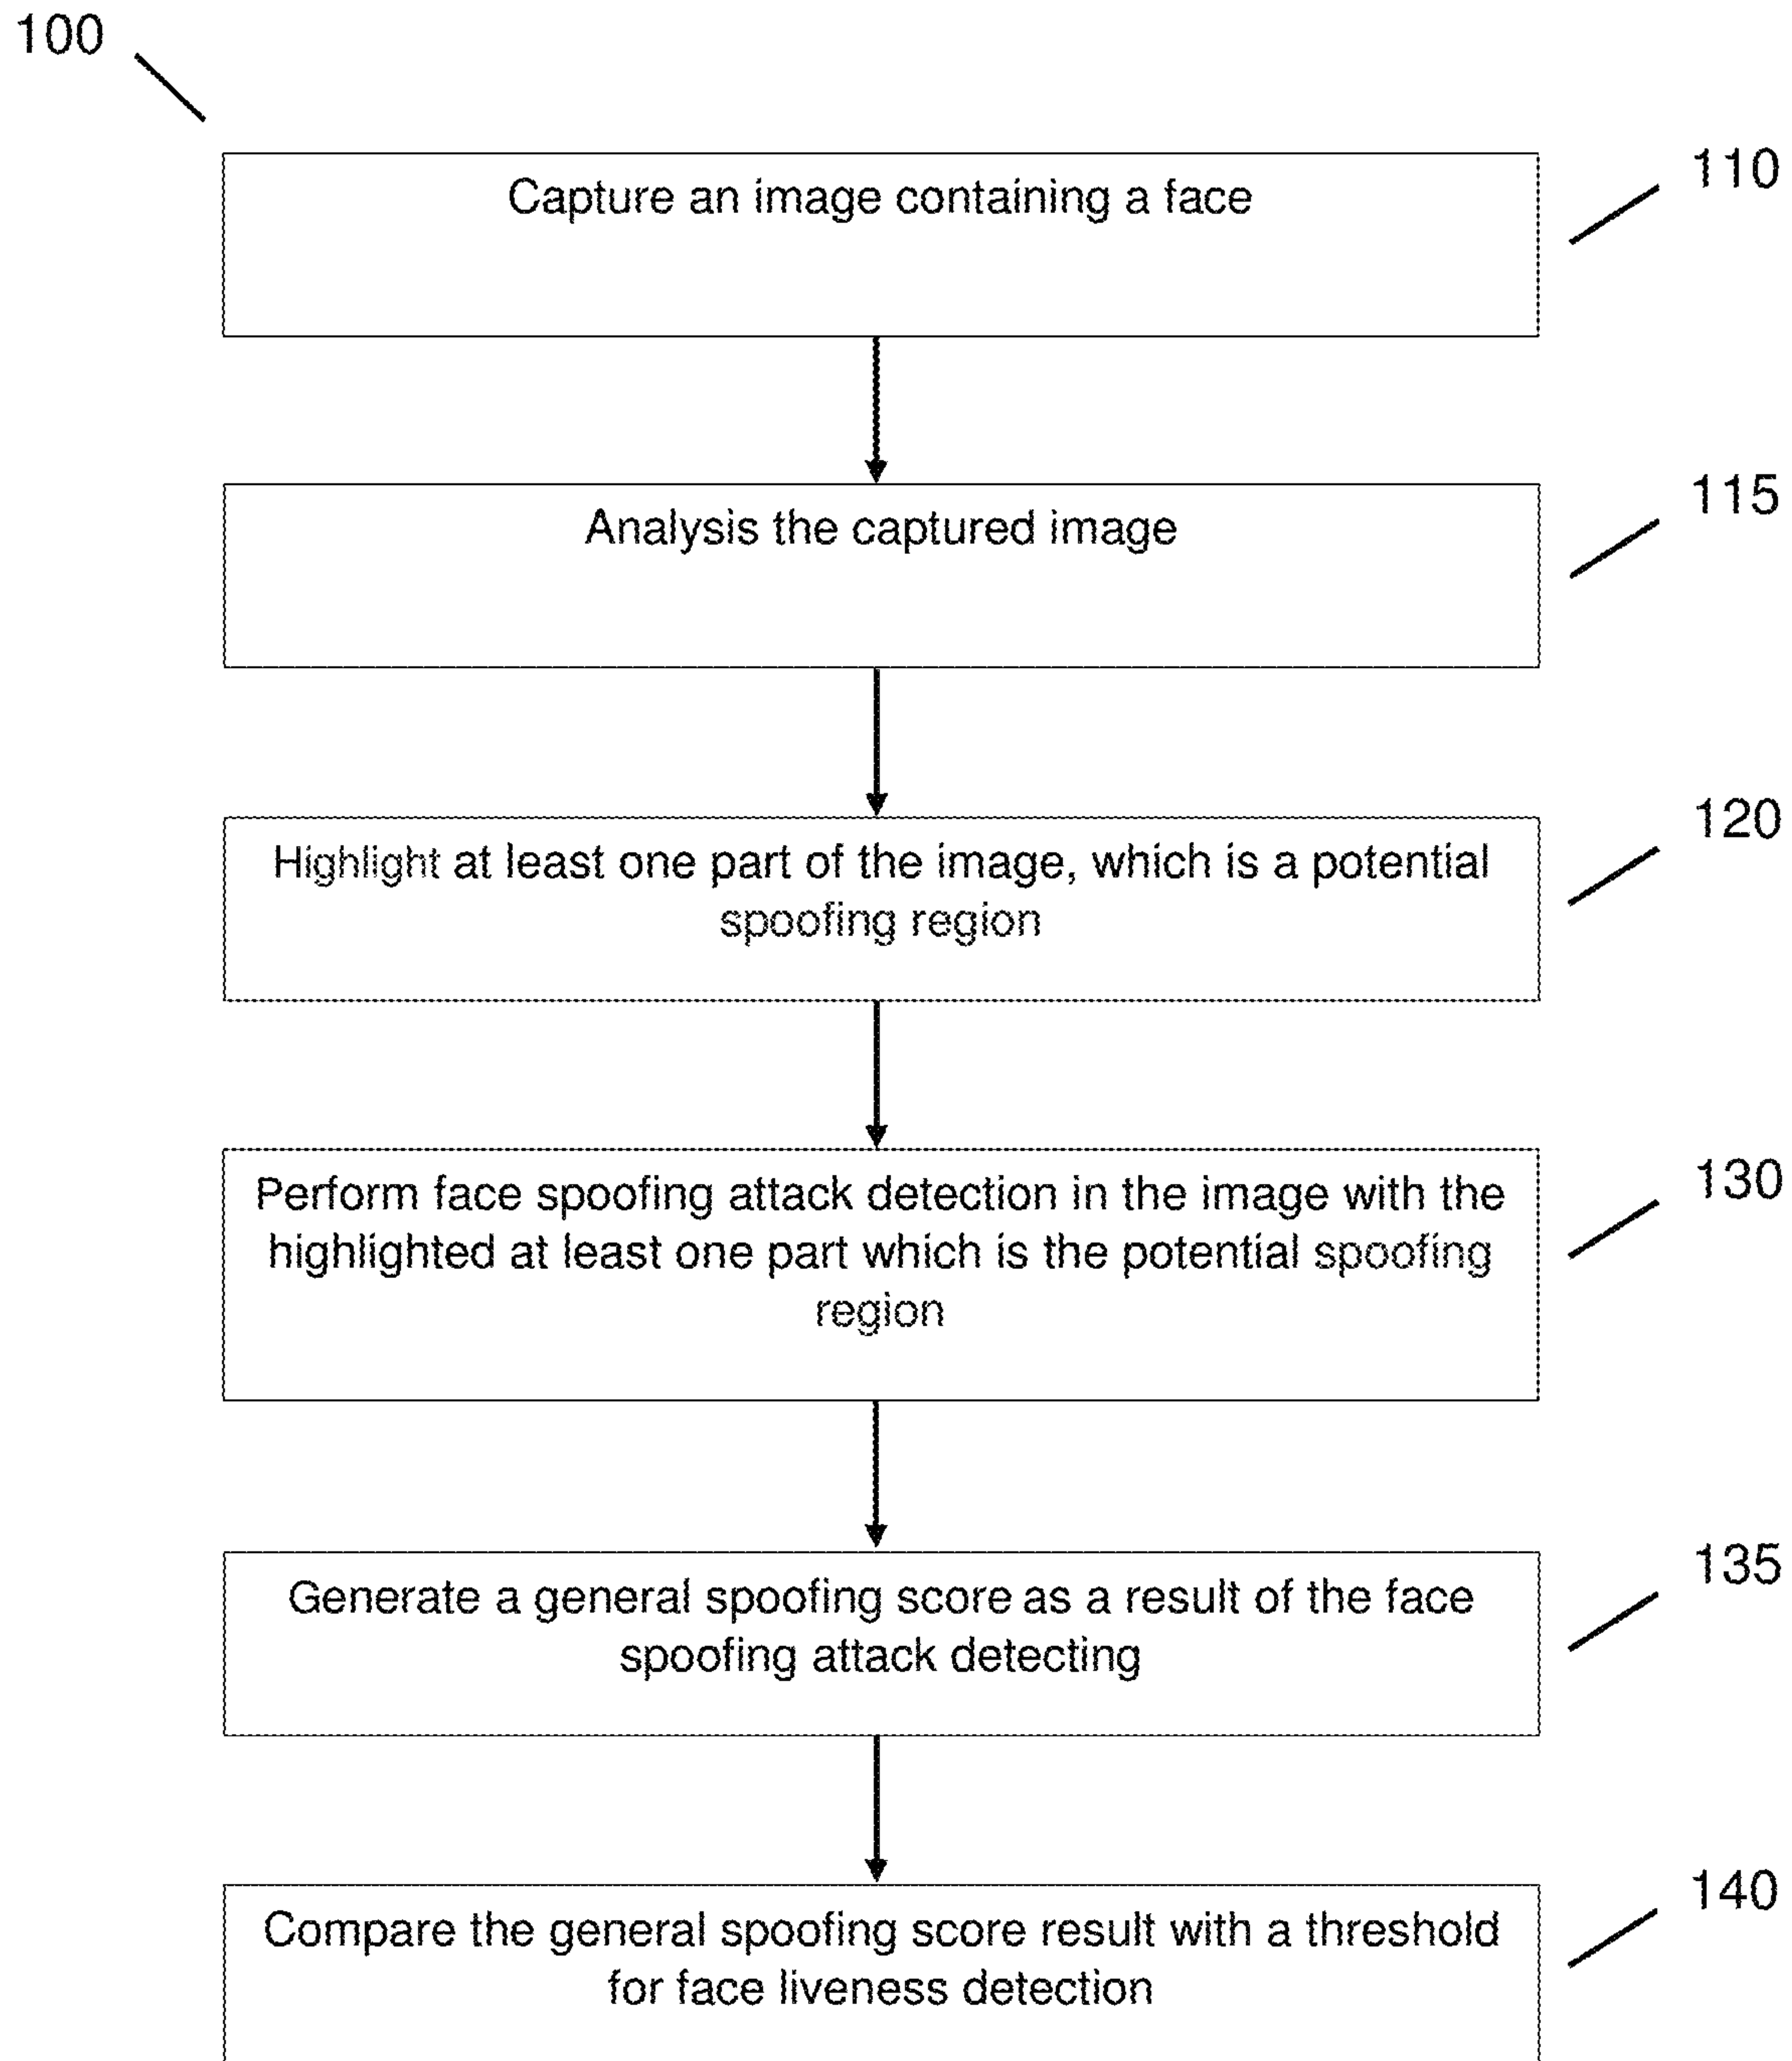 100
Capture an image containing a face
110
Analysis the captured image
115
Highlight at least one part of the image, which is a potential
spoofing region
120
Perform face spoofing attack detection in the image with the
highlighted at least one part which is the potential spoofing
region
130
Generate a general spoofing score as a result of the face
spoofing attack detecting
135
Compare the general spoofing score result with a threshold
for face liveness detection
140